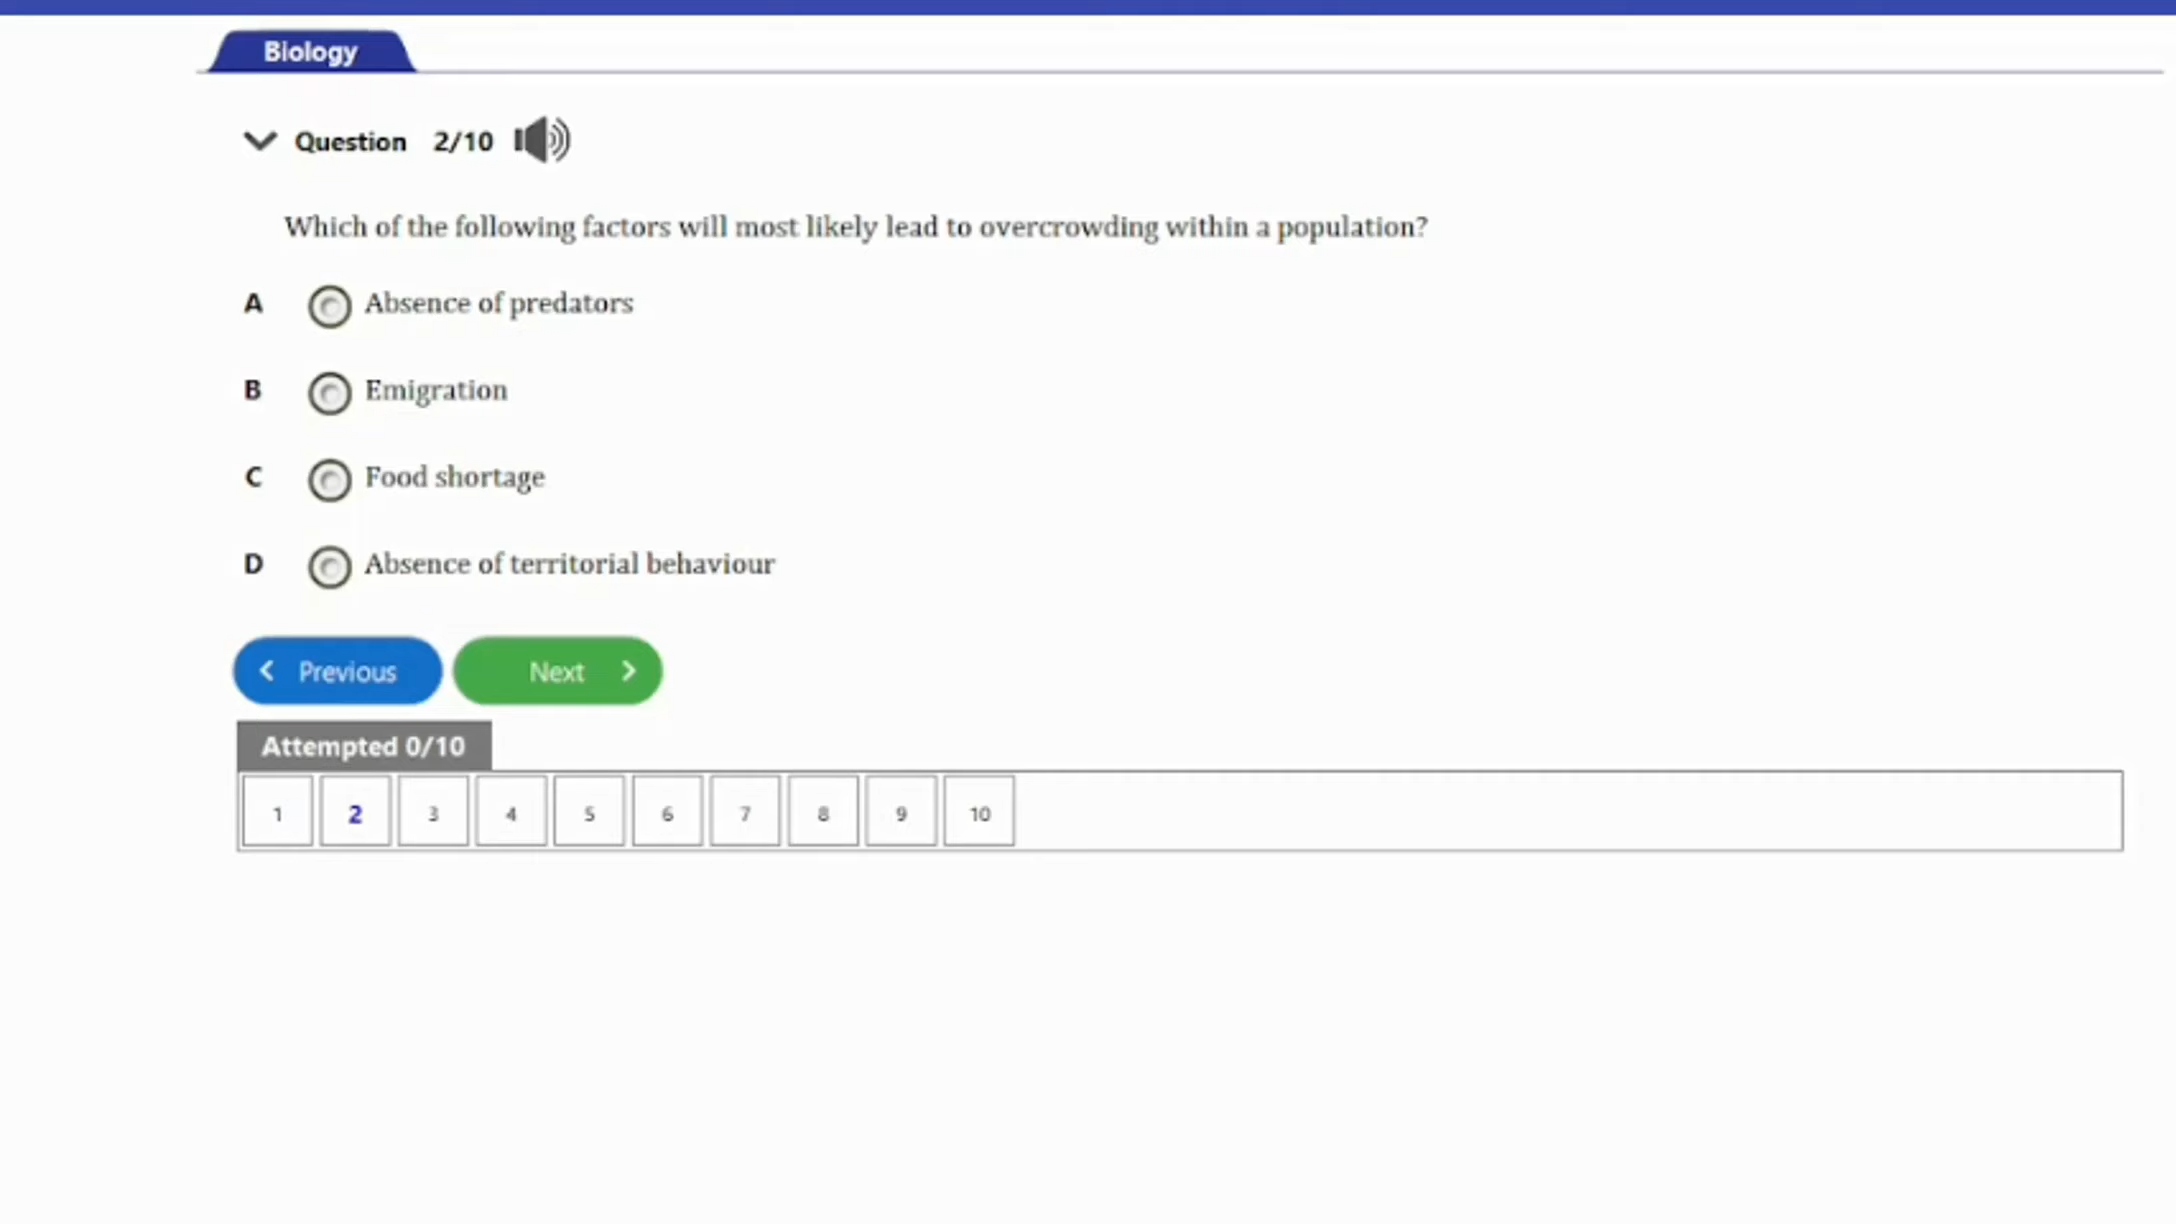 Biology
Question 2/10
Which of the following factors will most likely lead to overcrowding within a population?
A Absence of predators
B Emigration
C Food shortage
D Absence of territorial behaviour
Previous Next
Attempted 0/10
1 2 3 4 5 6 7 8 9 10